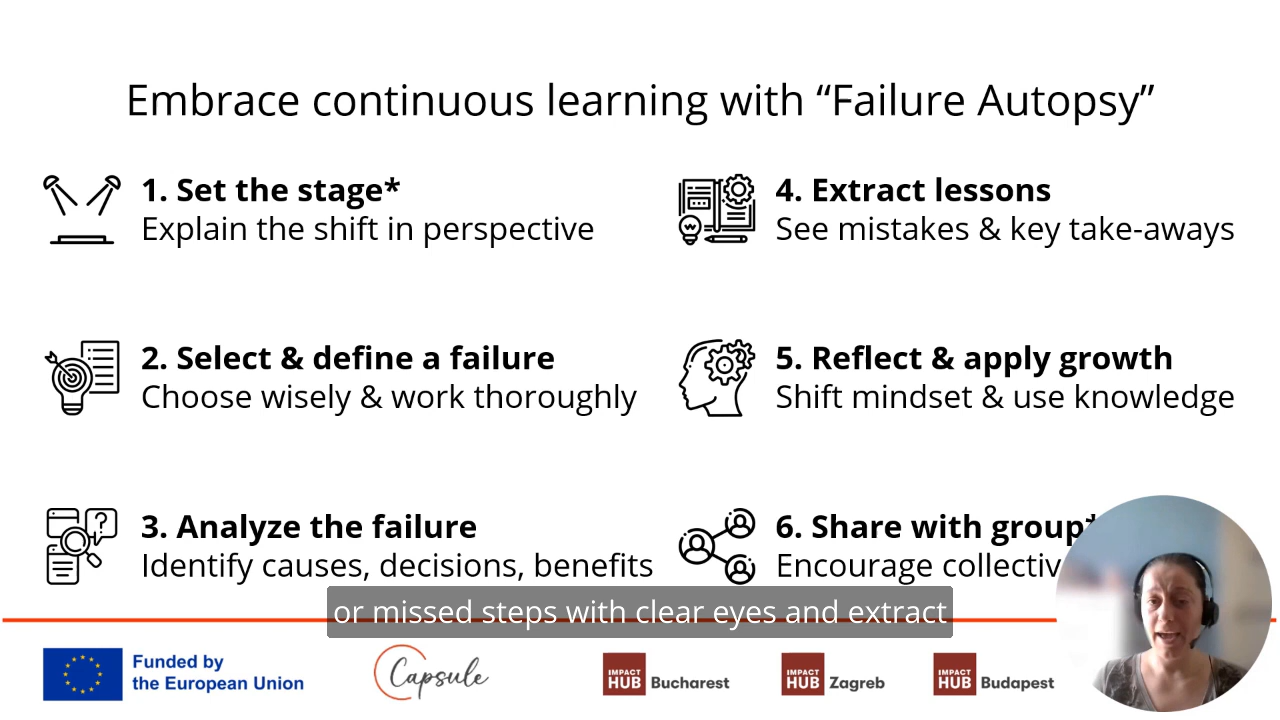 Embrace continuous learning with “Failure Autopsy”
1. Set the stage*
Explain the shift in perspective
2. Select & define a failure
Choose wisely & work thoroughly
3. Analyze the failure
Identify causes, decisions, benefits
4. Extract lessons
See mistakes & key take-aways
5. Reflect & apply growth
Shift mindset & use knowledge
6. Share with group*
Encourage
or missed steps with clear eyes and extract
Funded by
the European Union
Capsule
IMPACT
HUB Bucharest
IMPACT
HUB Zagreb
IMPACT
HUB Budapest